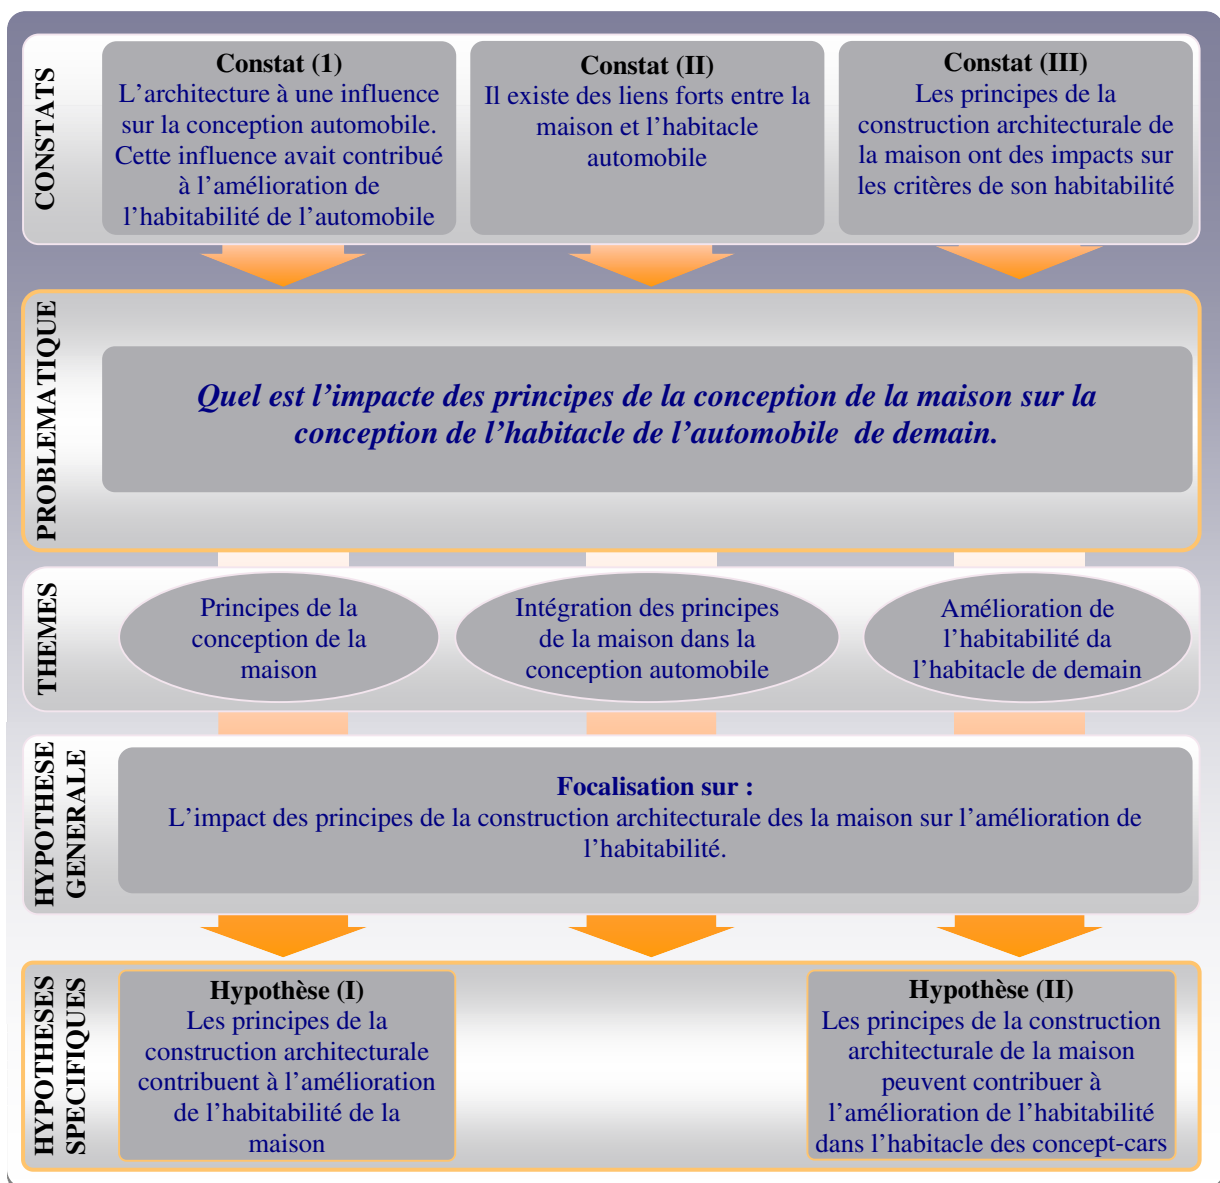 CONSTATS
Constat (1)
L'architecture à une influence
sur la conception automobile.
Cette influence avait contribué
à l'amélioration de
l'habitabilité de l'automobile
Constat (II)
Il existe des liens forts entre la
maison et l'habitacle
automobile
Constat (III)
Les principes de la
construction architecturale de
la maison ont des impacts sur
les critères de son habitabilité
PROBLEMATIQUE
Quel est l'impacte des principes de la conception de la maison sur la
conception de l'habitacle de l'automobile de demain.
THEMES
Principes de la
conception de la
maison
Intégration des principes
de la maison dans la
conception automobile
Amélioration de
l'habitabilité da
l'habitacle de demain
HYPOTHESE
GENERALE
Focalisation sur :
L'impact des principes de la construction architecturale des la maison sur l'amélioration de
l'habitabilité.
HYPOTHESES
SPECIFIQUES
Hypothèse (I)
Les principes de la
construction architecturale
contribuent à l'amélioration
de l'habitabilité de la
maison
Hypothèse (II)
Les principes de la construction
architecturale de la maison
peuvent contribuer à
l'amélioration de l'habitabilité
dans l'habitacle des concept-cars